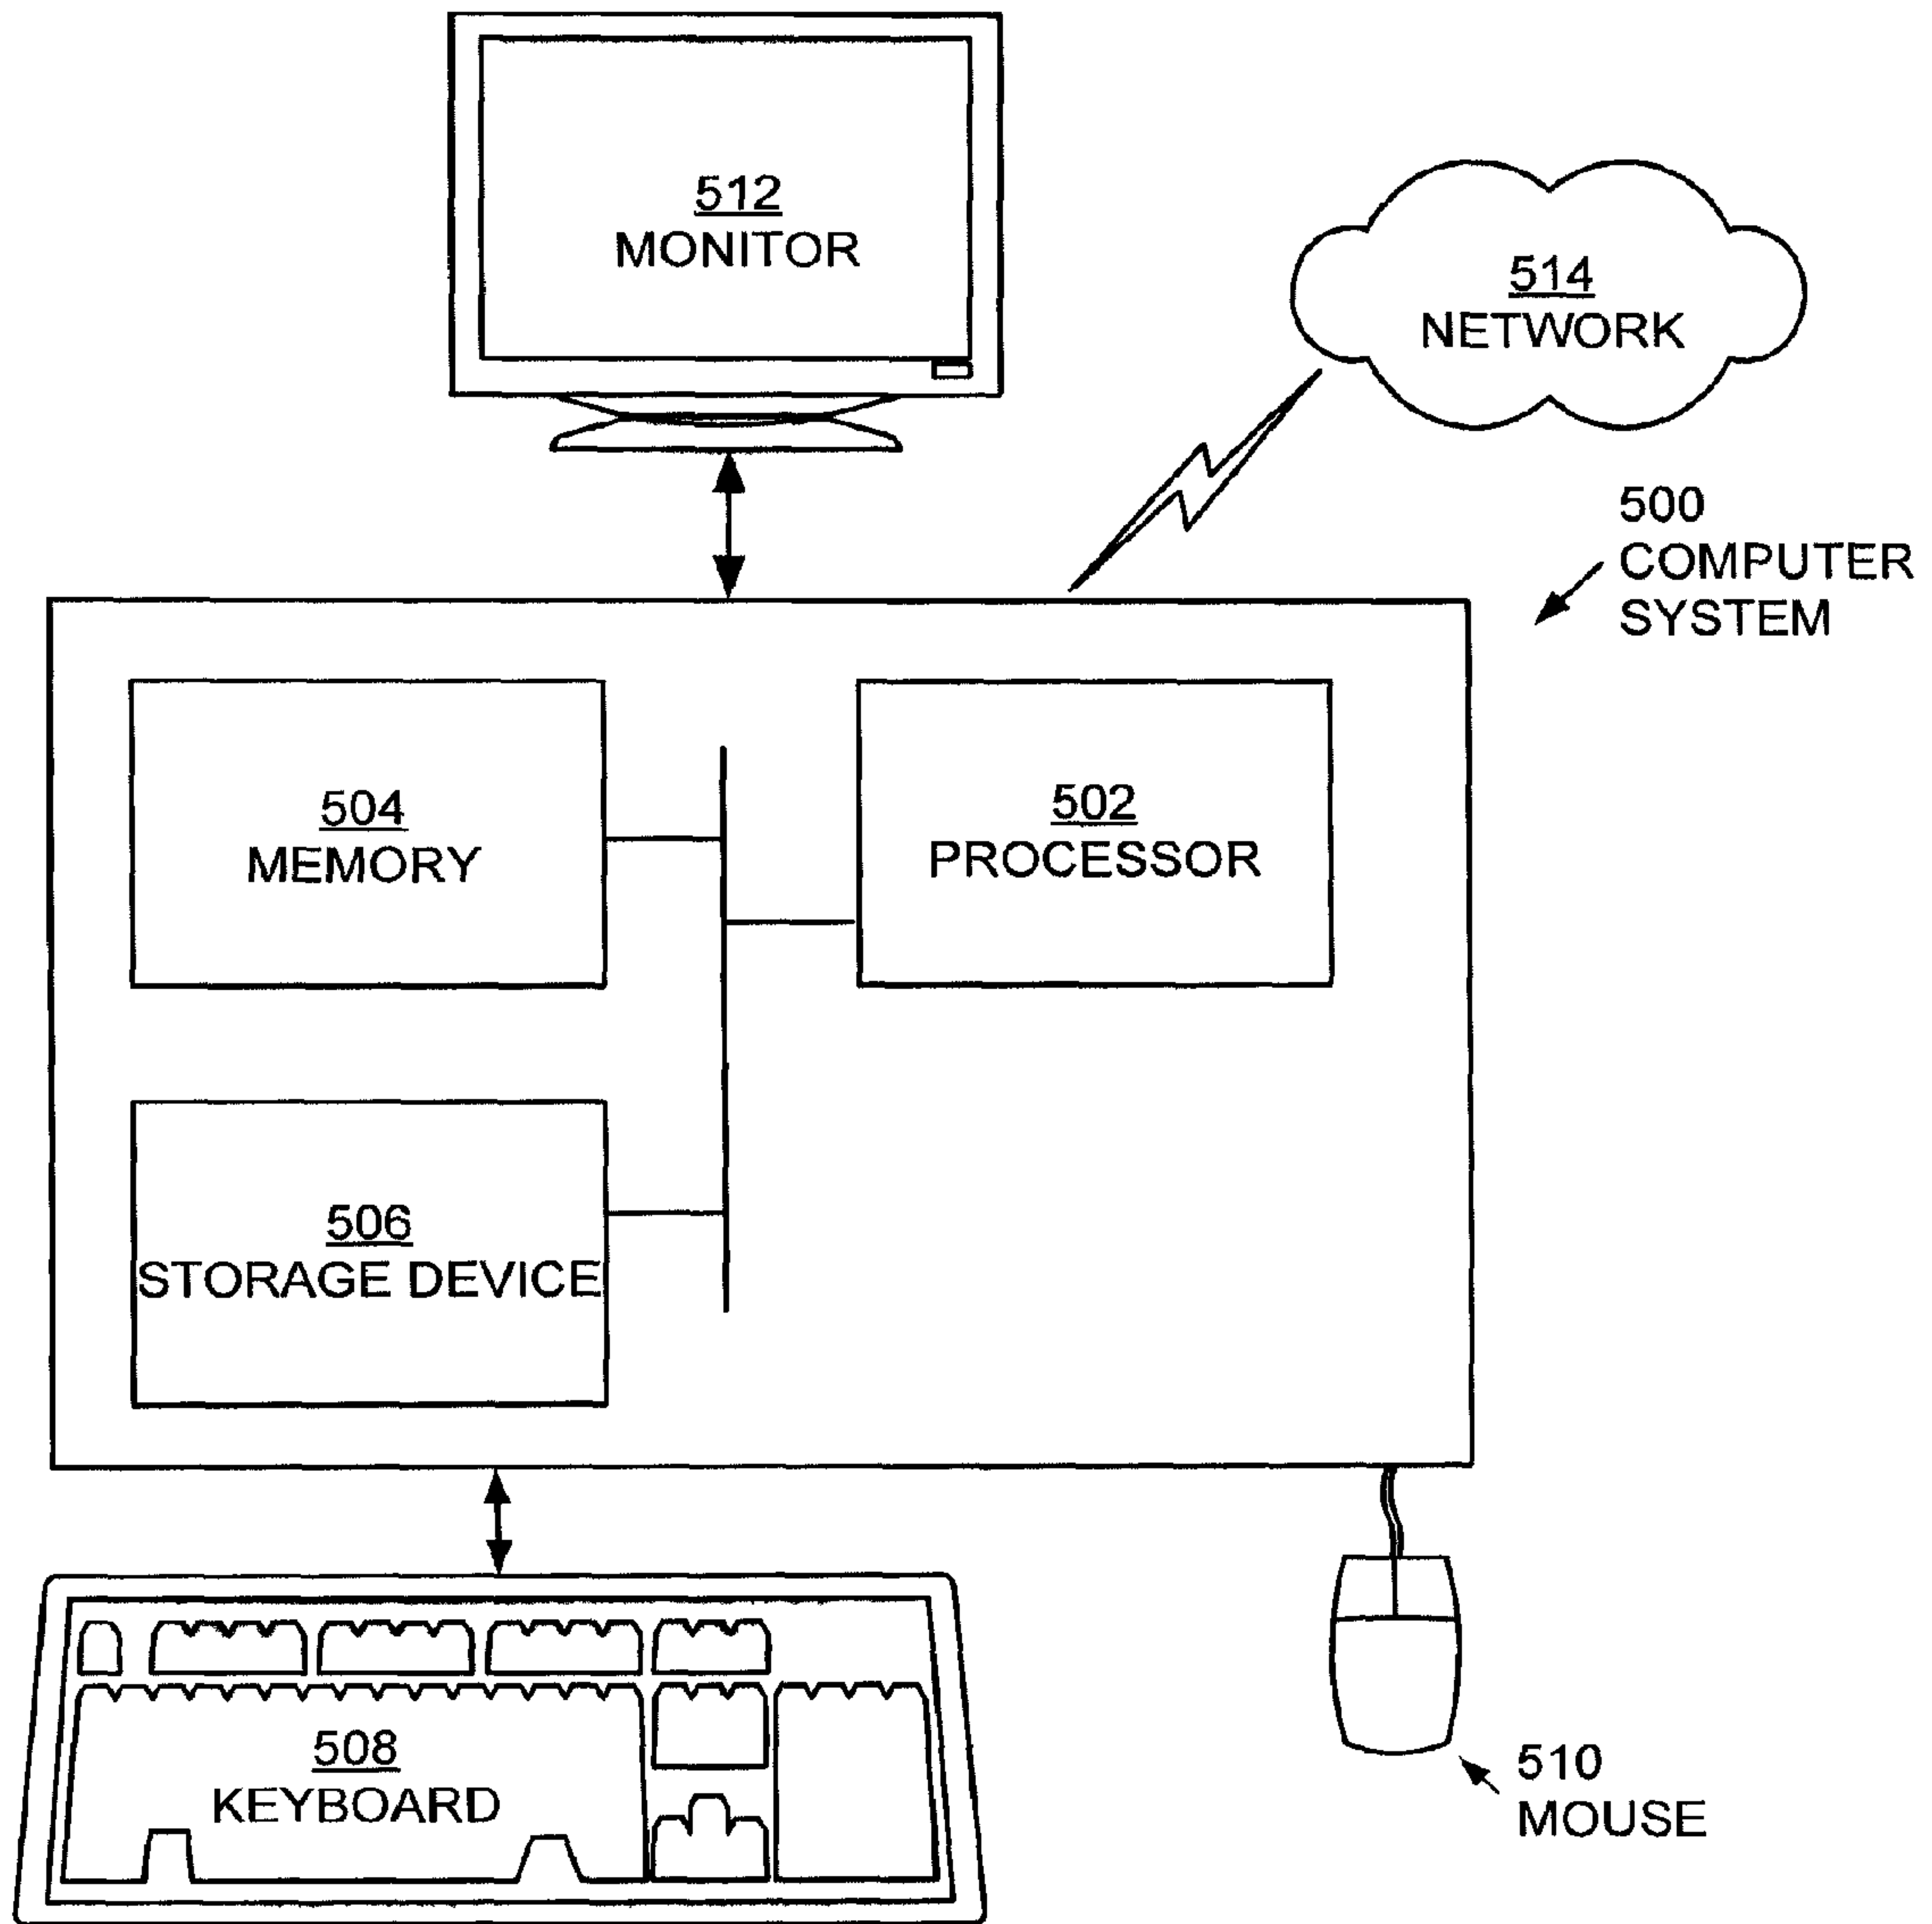 512
MONITOR
514
NETWORK
500
COMPUTER
SYSTEM
504
MEMORY
502
PROCESSOR
506
STORAGE DEVICE
508
KEYBOARD
510
MOUSE